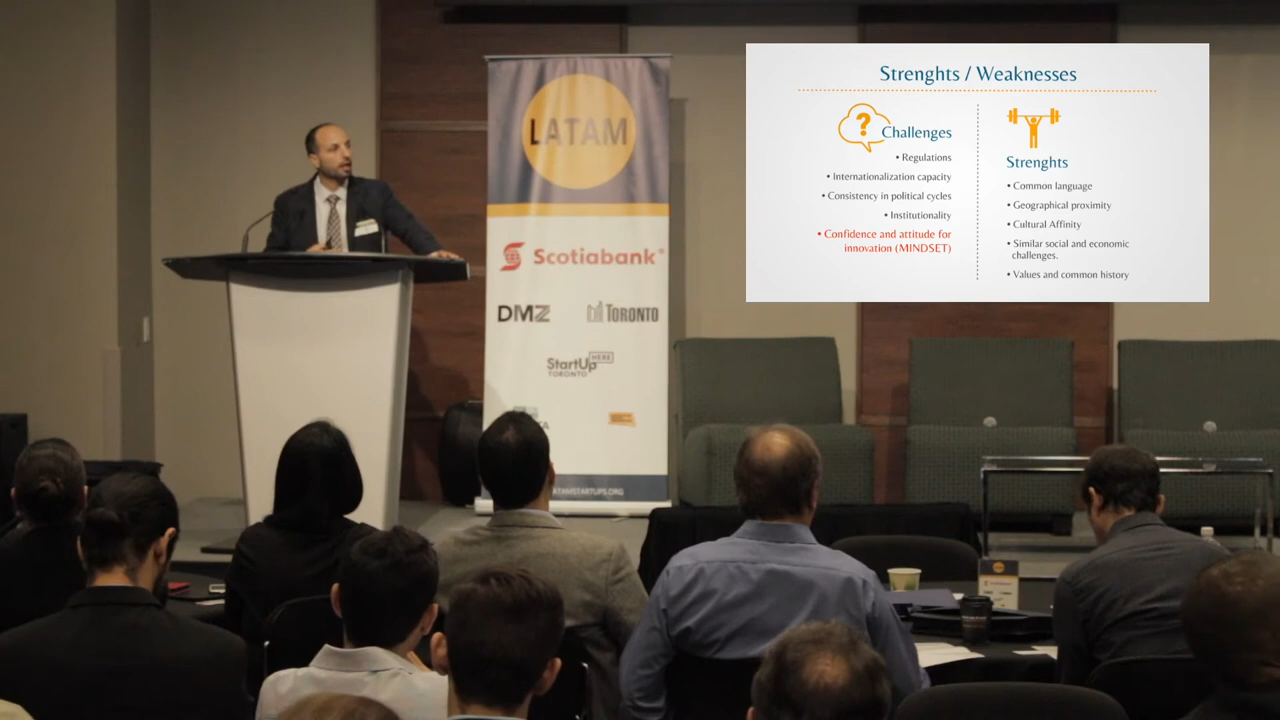 LATAM
Scotiabank®
DMZ
TORONTO
StartUp HERE
TORONTO
ATAMSTARTUPS.ORG
Strenghts / Weaknesses
?
Challenges
• Regulations
• Internationalization capacity
• Consistency in political cycles
• Institutionality
• Confidence and attitude for
innovation (MINDSET)
Strenghts
• Common language
• Geographical proximity
• Cultural Affinity
• Similar social and economic
challenges.
• Values and common history